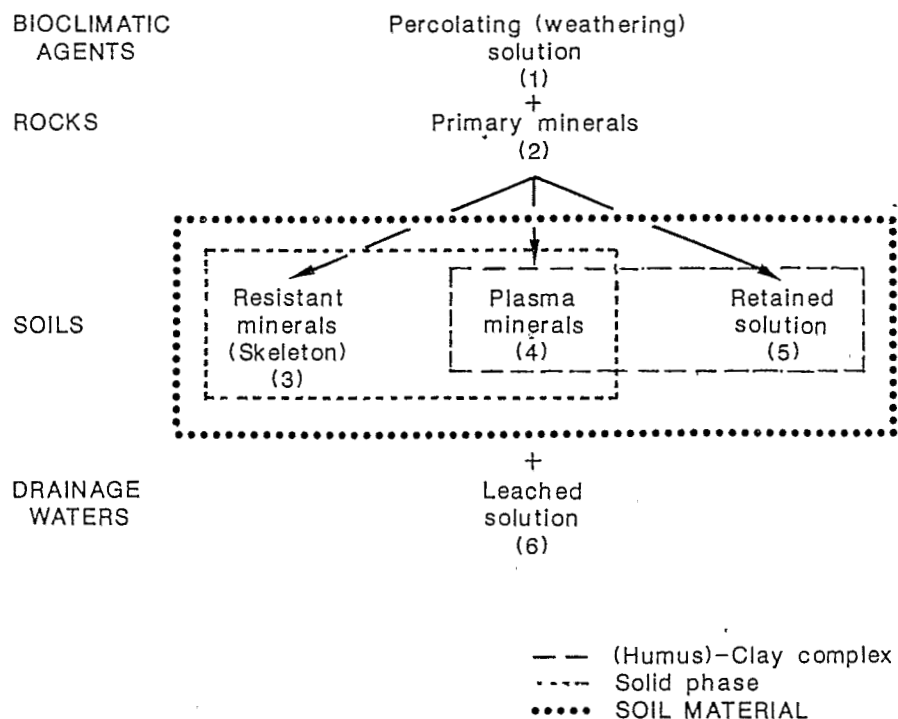 BIOCLIMATIC
AGENTS
Percolating (weathering)
solution
(1)
+
ROCKS
Primary minerals
(2)
SOILS
Resistant
minerals
(Skeleton)
(3)
Plasma
minerals
(4)
Retained
solution
(5)
+
DRAINAGE
WATERS
Leached
solution
(6)
(Humus)-Clay complex
Solid phase
SOIL MATERIAL